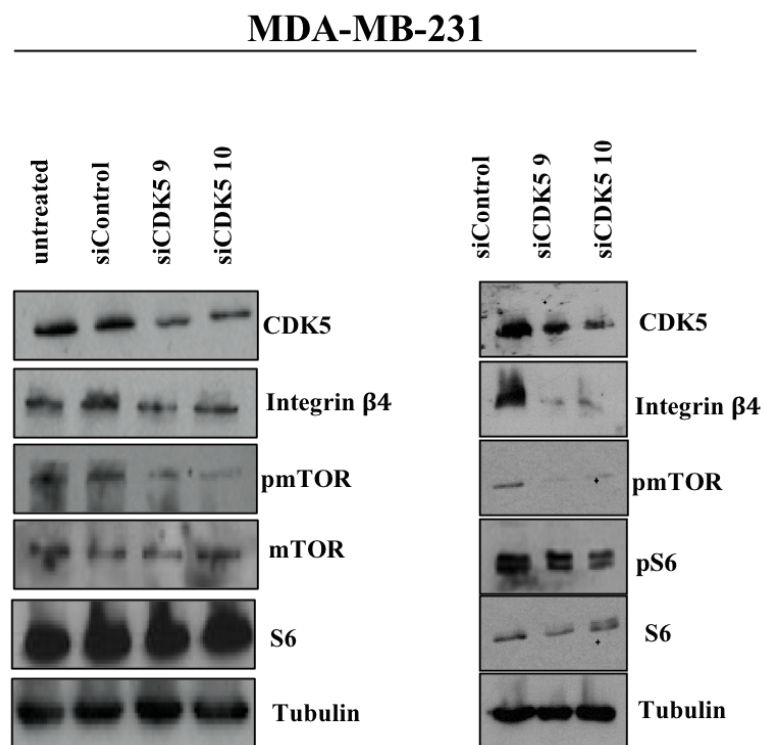 MDA-MB-231
untreated
siControl
siCDK5 9
siCDK5 10
CDK5
Integrin β4
pmTOR
mTOR
S6
Tubulin
siControl
siCDK5 9
siCDK5 10
CDK5
Integrin β4
pmTOR
pS6
S6
Tubulin